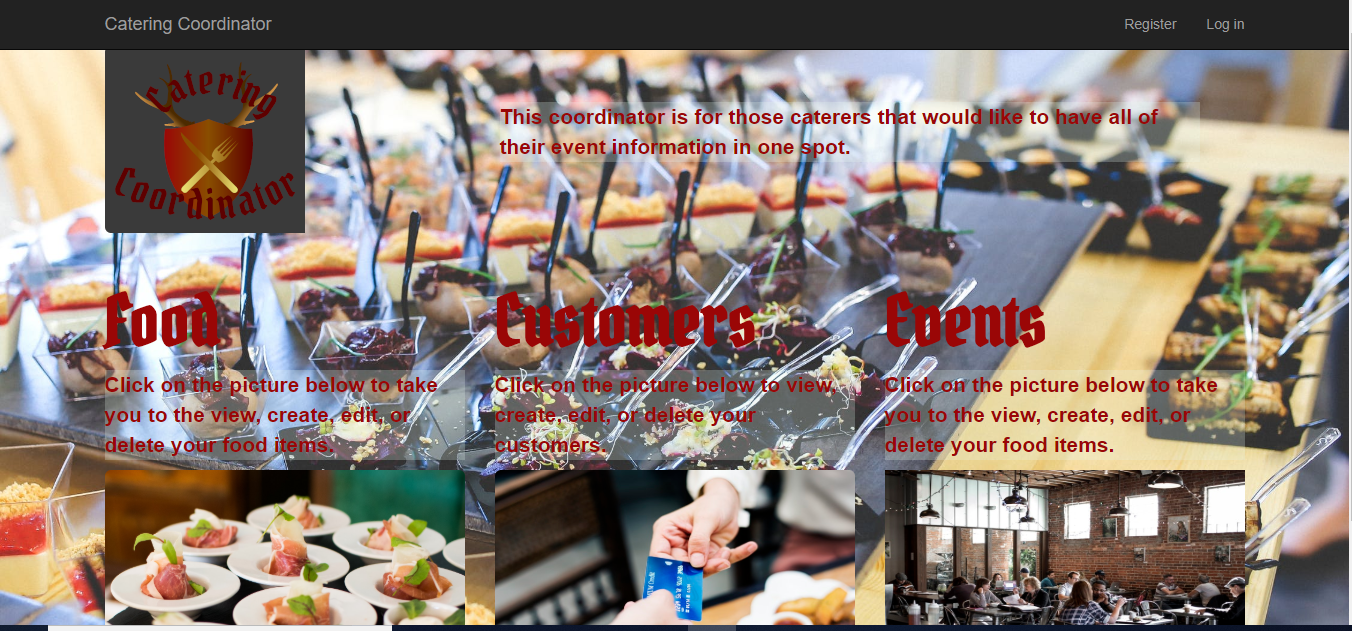 Catering Coordinator
Register
Log in
Catering
Coordinator
This coordinator is for those caterers that would like to have all of
their event information in one spot.
Food
Customers
Events
Click on the picture below to take
you to the view, create, edit, or
delete your food items.
Click on the picture below to view,
create, edit, or delete your
customers.
Click on the picture below to take
you to the view, create, edit, or
delete your food items.